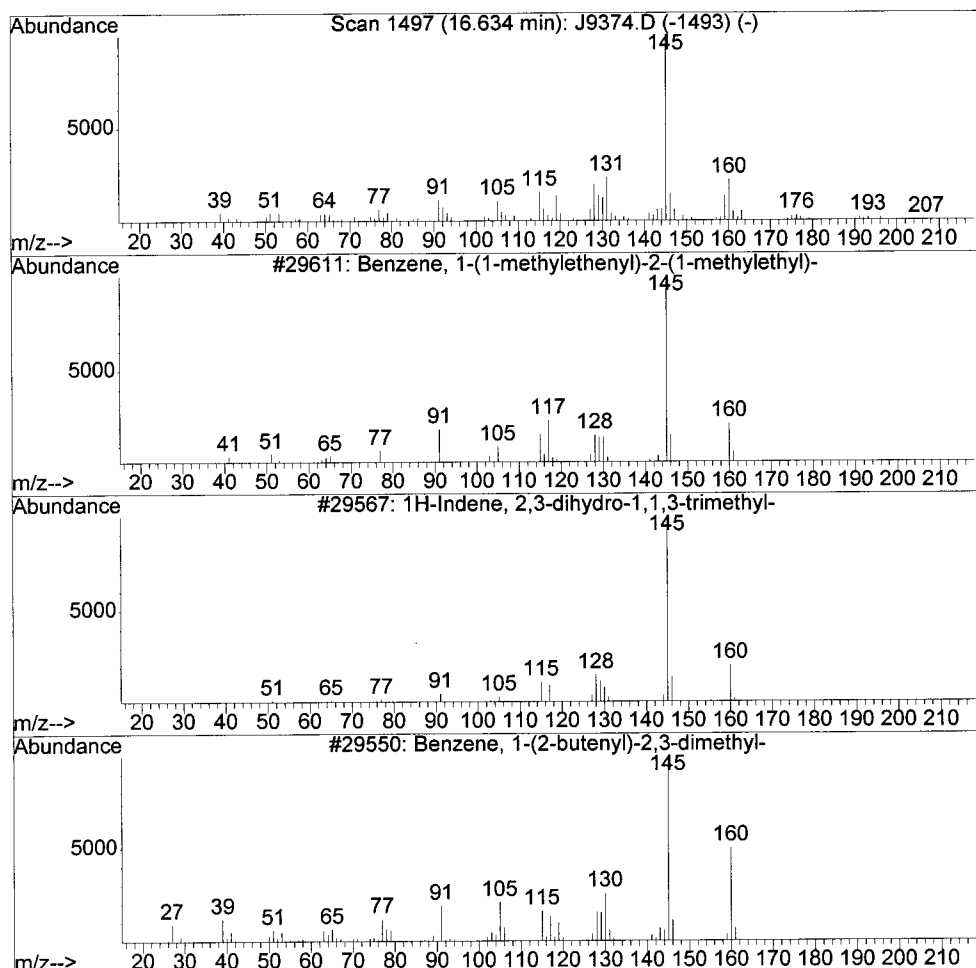 Abundance Scan 1497 (16.634 min): J9374.D (-1493) (-)
145
5000
39 51 64 77 91 105 115 131 160 176 193 207
m/z--> 20 30 40 50 60 70 80 90 100 110 120 130 140 150 160 170 180 190 200 210
Abundance #29611: Benzene, 1-(1-methylethenyl)-2-(1-methylethyl)-
145
5000
41 51 65 77 91 105 117 128 160
m/z--> 20 30 40 50 60 70 80 90 100 110 120 130 140 150 160 170 180 190 200 210
Abundance #29567: 1H-Indene, 2,3-dihydro-1,1,3-trimethyl-
145
5000
51 65 77 91 105 115 128 160
m/z--> 20 30 40 50 60 70 80 90 100 110 120 130 140 150 160 170 180 190 200 210
Abundance #29550: Benzene, 1-(2-butenyl)-2,3-dimethyl-
145
5000
27 39 51 65 77 91 105 115 130 160
m/z--> 20 30 40 50 60 70 80 90 100 110 120 130 140 150 160 170 180 190 200 210